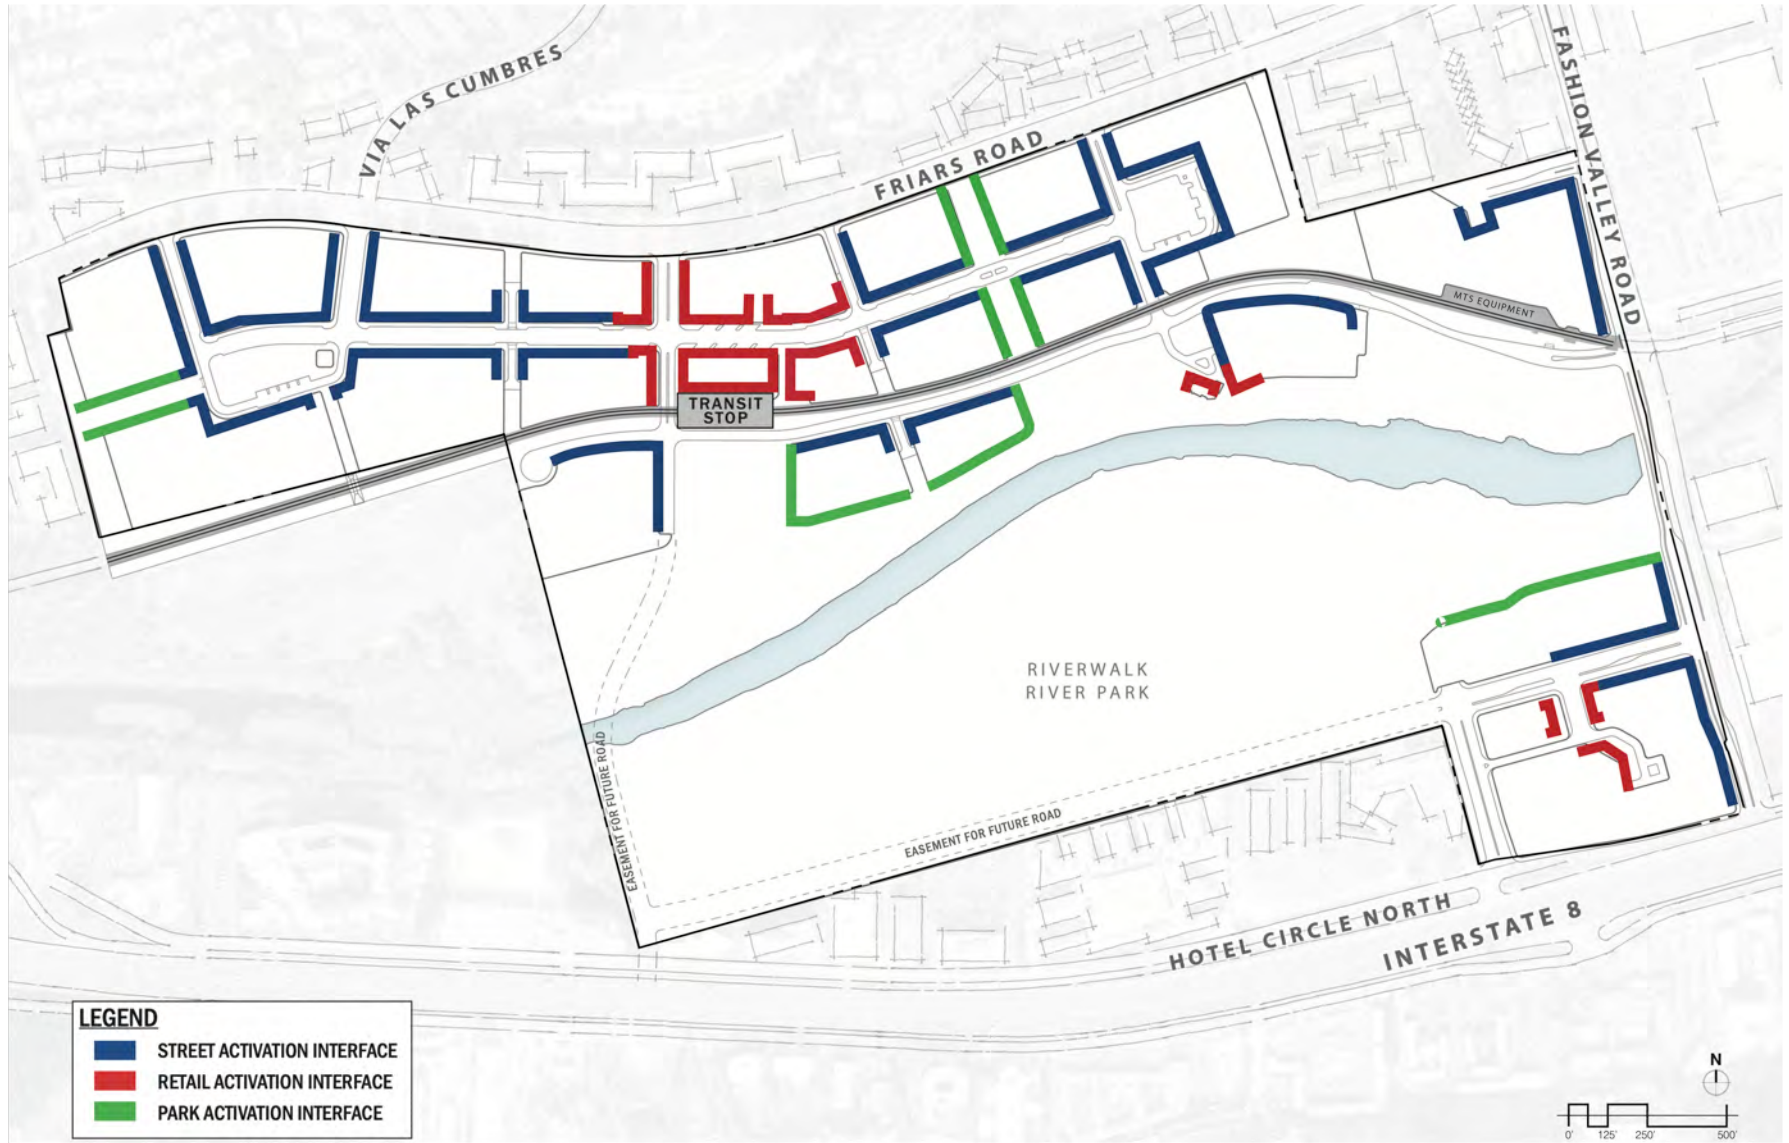 VIA LAS CUMBRES
FRIARS ROAD
FASHION VALLEY ROAD
MTS EQUIPMENT
TRANSIT
STOP
RIVERWALK
RIVER PARK
EASEMENT FOR FUTURE ROAD
EASEMENT FOR FUTURE ROAD
HOTEL CIRCLE NORTH
INTERSTATE 8
LEGEND
STREET ACTIVATION INTERFACE
RETAIL ACTIVATION INTERFACE
PARK ACTIVATION INTERFACE
N
0' 125' 250' 500'